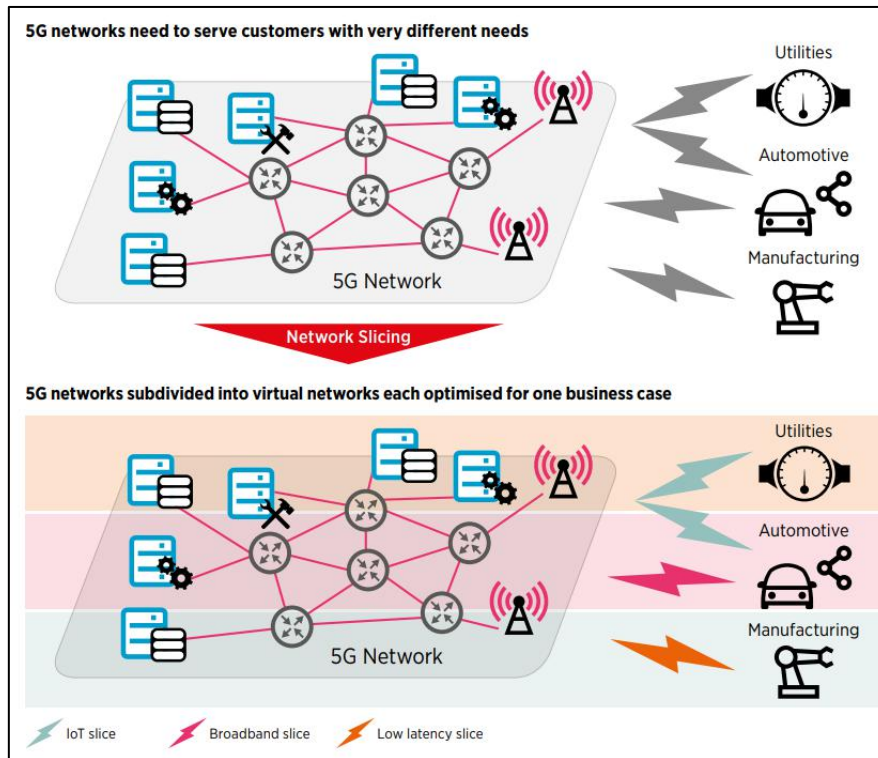 5G networks need to serve customers with very different needs
Utilities
Automotive
Manufacturing
5G Network
Network Slicing
5G networks subdivided into virtual networks each optimised for one business case
Utilities
Automotive
Manufacturing
5G Network
IoT slice
Broadband slice
Low latency slice